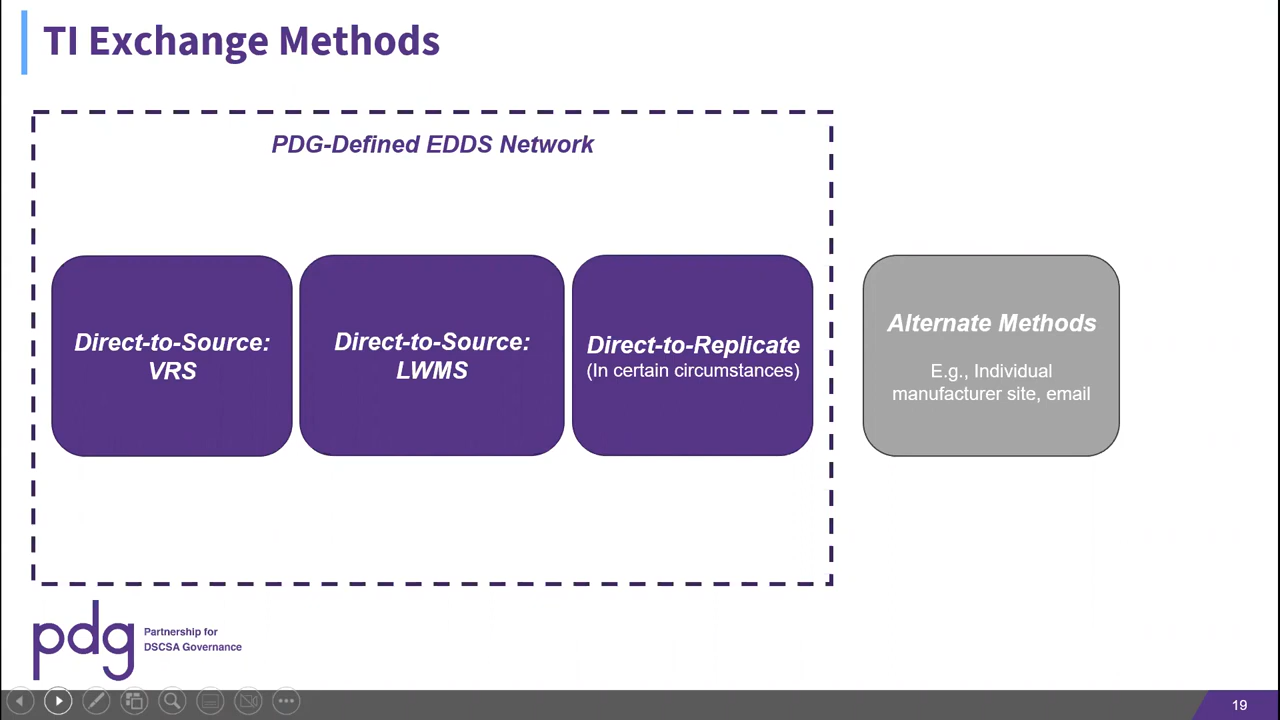 TI Exchange Methods
PDG-Defined EDDS Network
Direct-to-Source:
VRS
Direct-to-Source:
LWMS
Direct-to-Replicate
(In certain circumstances)
Alternate Methods
E.g., Individual
manufacturer site, email
pdg
Partnership for
DSCSA Governance
19